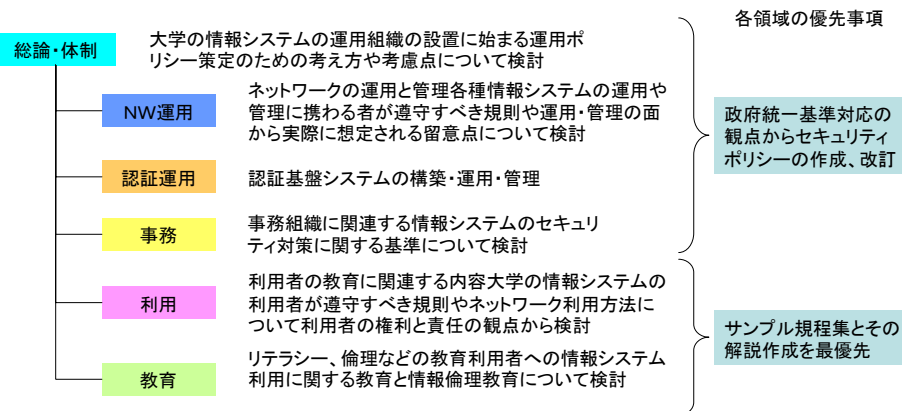 各領域の優先事項
総論・体制
大学の情報システムの運用組織の設置に始まる運用ポ
リシー策定のための考え方や考慮点について検討
NW運用
ネットワークの運用と管理各種情報システムの運用や
管理に携わる者が遵守すべき規則や運用・管理の面
から実際に想定される留意点について検討
認証運用
認証基盤システムの構築・運用・管理
事務
事務組織に関連する情報システムのセキュリ
ティ対策に関する基準について検討
政府統一基準対応の
観点からセキュリティ
ポリシーの作成、改訂
利用
利用者の教育に関連する内容大学の情報システムの
利用者が遵守すべき規則やネットワーク利用方法に
ついて利用者の権利と責任の観点から検討
教育
リテラシー、倫理などの教育利用者への情報システム
利用に関する教育と情報倫理教育について検討
サンプル規程集とその
解説作成を最優先